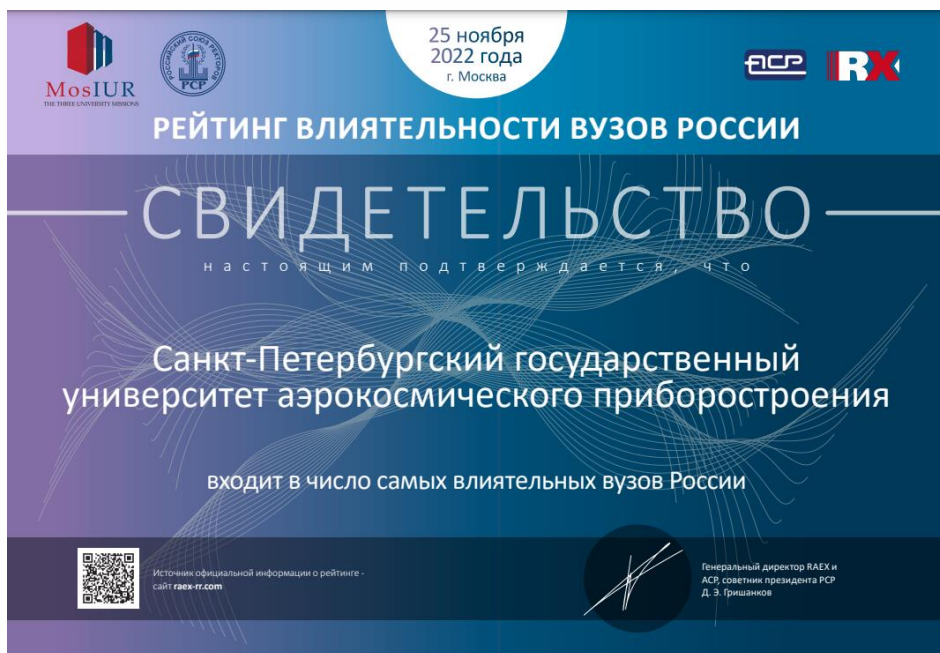 MosIUR
THE THREE UNIVERSITY MISSIONS
РОССИЙСКИЙ СОЮЗ РЕКТОРОВ
РСР
25 ноября
2022 года
г. Москва
АСР
RX
РЕЙТИНГ ВЛИЯТЕЛЬНОСТИ ВУЗОВ РОССИИ
СВИДЕТЕЛЬСТВО
настоящим подтверждается, что
Санкт-Петербургский государственный
университет аэрокосмического приборостроения
входит в число самых влиятельных вузов России
Источник официальной информации о рейтинге -
сайт raex-rr.com
Генеральный директор RAEX и
АСР, советник президента РСР
Д. Э. Гришанков